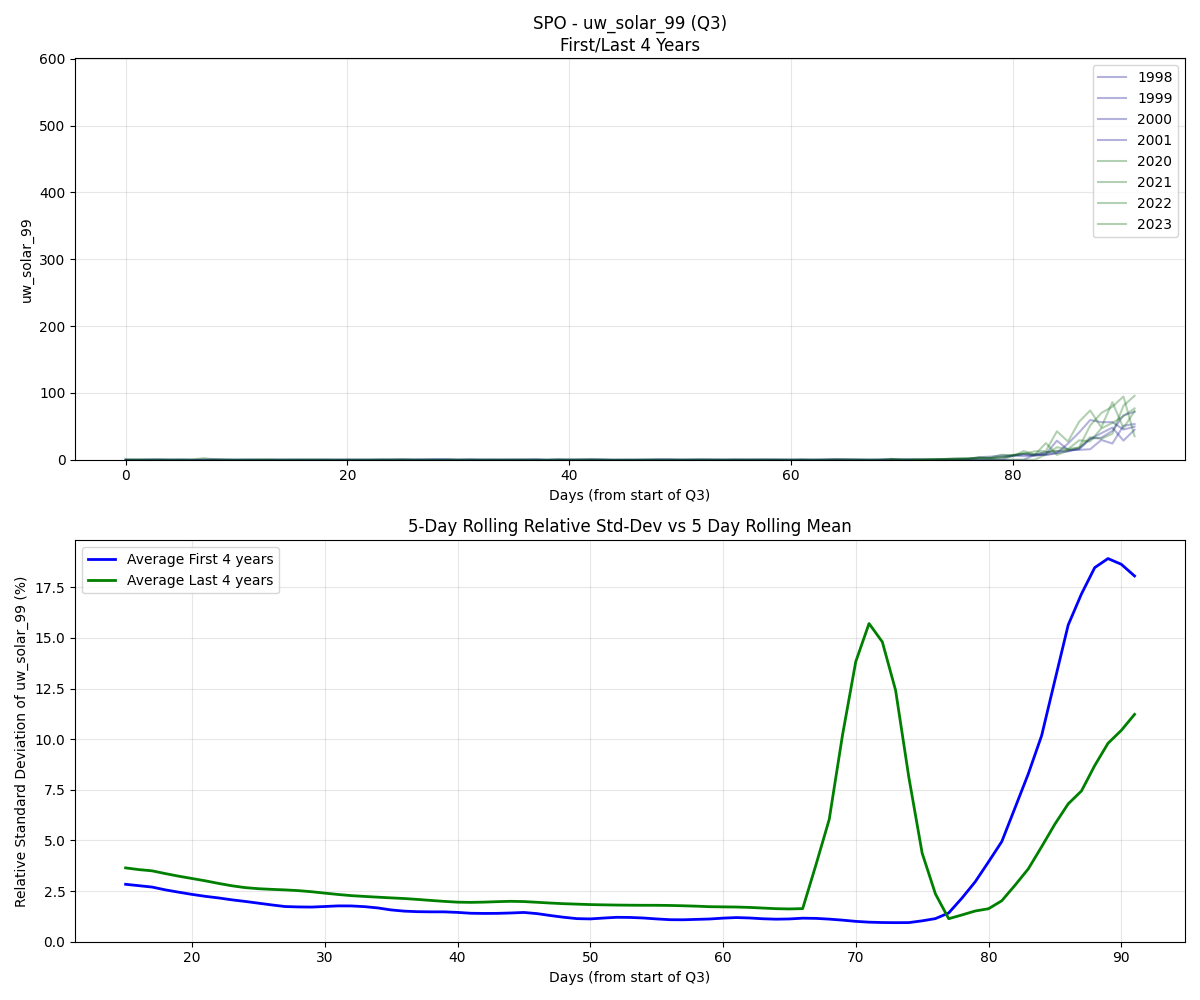 SPO - uw_solar_99 (Q3)
First/Last 4 Years
600
500
400
300
200
100
0
uw_solar_99
1998
1999
2000
2001
2020
2021
2022
2023
0 20 40 60 80
Days (from start of Q3)
5-Day Rolling Relative Std-Dev vs 5 Day Rolling Mean
Average First 4 years
Average Last 4 years
17.5
15.0
12.5
10.0
7.5
5.0
2.5
0.0
Relative Standard Deviation of uw_solar_99 (%)
20 30 40 50 60 70 80 90
Days (from start of Q3)